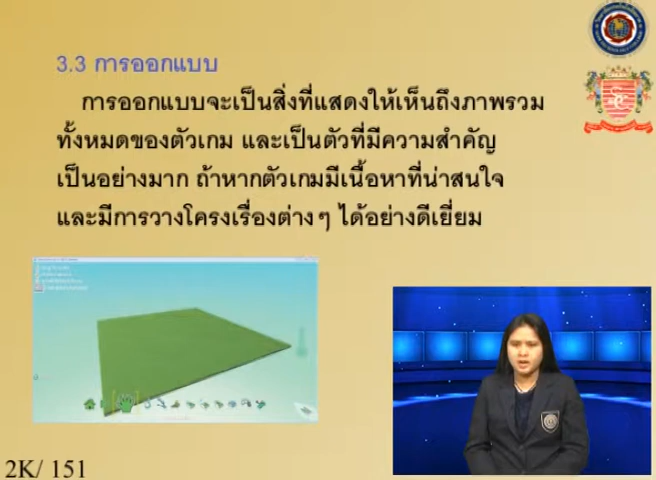 3.3 การออกแบบ
การออกแบบจะเป็นสิ่งที่แสดงให้เห็นถึงภาพรวม
ทั้งหมดของตัวเกม และเป็นตัวที่มีความสำคัญ
เป็นอย่างมาก ถ้าหากตัวเกมมีเนื้อหาที่น่าสนใจ
และมีการวางโครงเรื่องต่างๆ ได้อย่างดีเยี่ยม
2K/ 151